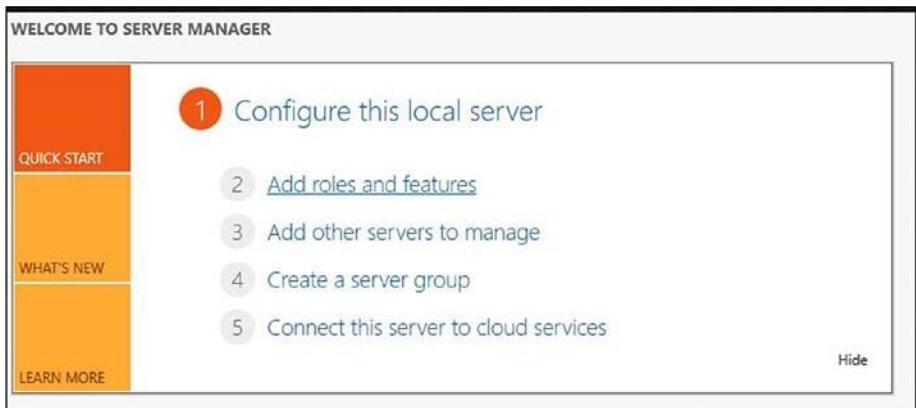 WELCOME TO SERVER MANAGER
QUICK START
WHAT'S NEW
LEARN MORE
1 Configure this local server
2 Add roles and features
3 Add other servers to manage
4 Create a server group
5 Connect this server to cloud services
Hide